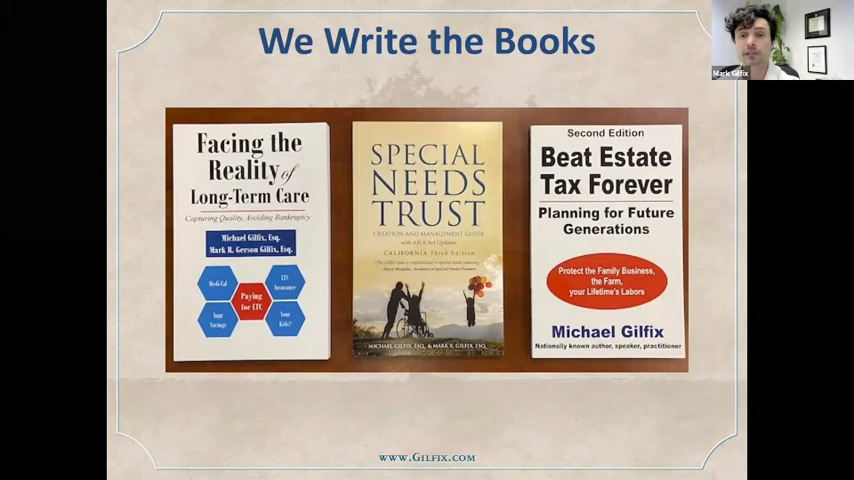 We Write the Books
Mark Gilfix
Facing the
Reality of
Long-Term Care
Capturing Quality, Avoiding Bankruptcy
Michael Gilfix, Esq.
Mark R. Gerson Gilfix, Esq.
Medi-Cal
LTC
Insurance
Paying
for LTC
Your
Savings
Your
Kids?
SPECIAL
NEEDS
TRUST
CREATION AND MANAGEMENT GUIDE
with ABLE Act Updates
CALIFORNIA Third Edition
MICHAEL GILFIX, ESQ. & MARK R. GILFIX, ESQ.
Second Edition
Beat Estate
Tax Forever
Planning for Future
Generations
Protect the Family Business,
the Farm,
your Lifetime's Labors
Michael Gilfix
Nationally known author, speaker, practitioner
www.Gilfix.com